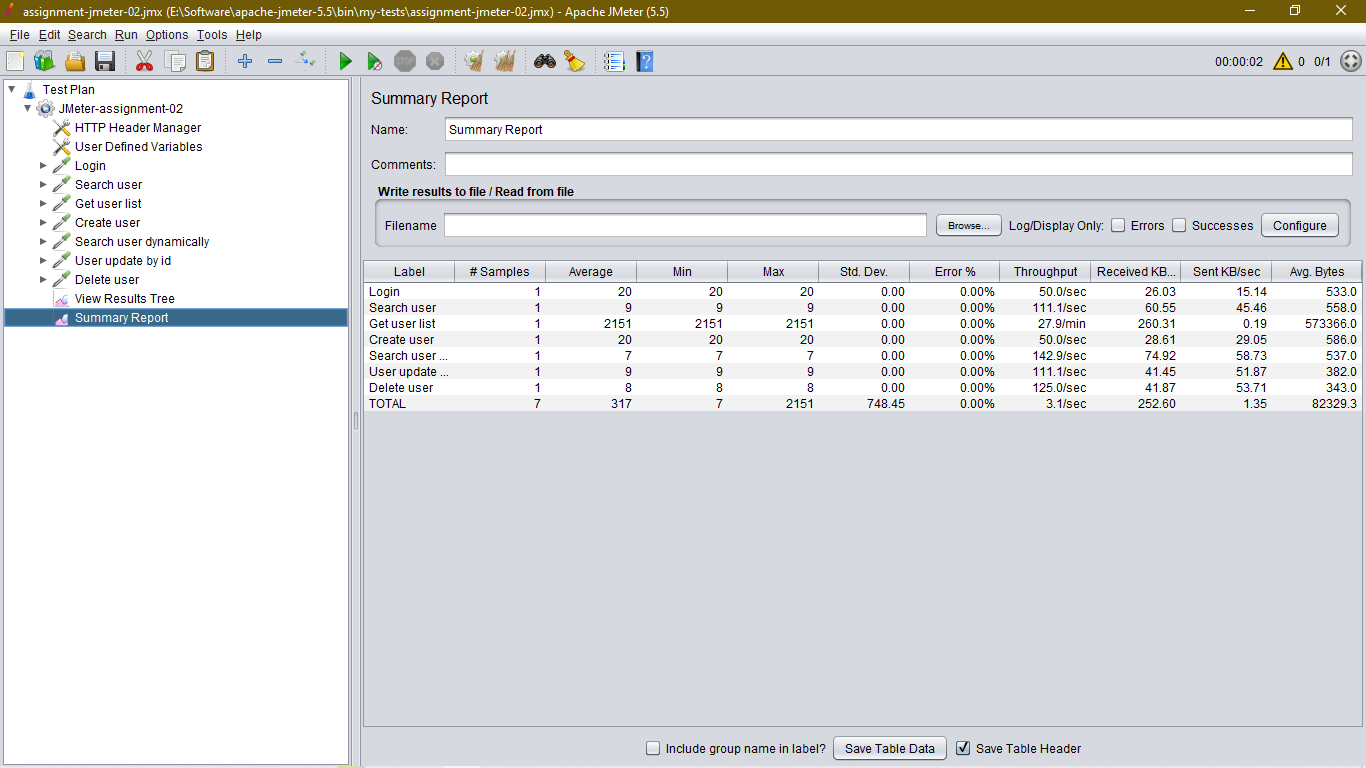 assignment-jmeter-02.jmx (E:\Software\apache-jmeter-5.5\bin\my-tests\assignment-jmeter-02.jmx) - Apache JMeter (5.5)
File Edit Search Run Options Tools Help
STOP 00:00:02 0 0/1
Test Plan
JMeter-assignment-02
HTTP Header Manager
User Defined Variables
Login
Search user
Get user list
Create user
Search user dynamically
User update by id
Delete user
View Results Tree
Summary Report
Summary Report
Name: Summary Report
Comments:
Write results to file / Read from file
Filename Browse... Log/Display Only: Errors Successes Configure
Label # Samples Average Min Max Std. Dev. Error % Throughput Received KB... Sent KB/sec Avg. Bytes
Login 1 20 20 20 0.00 0.00% 50.0/sec 26.03 15.14 533.0
Search user 1 9 9 9 0.00 0.00% 111.1/sec 60.55 45.46 558.0
Get user list 1 2151 2151 2151 0.00 0.00% 27.9/min 260.31 0.19 573366.0
Create user 1 20 20 20 0.00 0.00% 50.0/sec 28.61 29.05 586.0
Search user ... 1 7 7 7 0.00 0.00% 142.9/sec 74.92 58.73 537.0
User update ... 1 9 9 9 0.00 0.00% 111.1/sec 41.45 51.87 382.0
Delete user 1 8 8 8 0.00 0.00% 125.0/sec 41.87 53.71 343.0
TOTAL 7 317 7 2151 748.45 0.00% 3.1/sec 252.60 1.35 82329.3
Include group name in label? Save Table Data Save Table Header